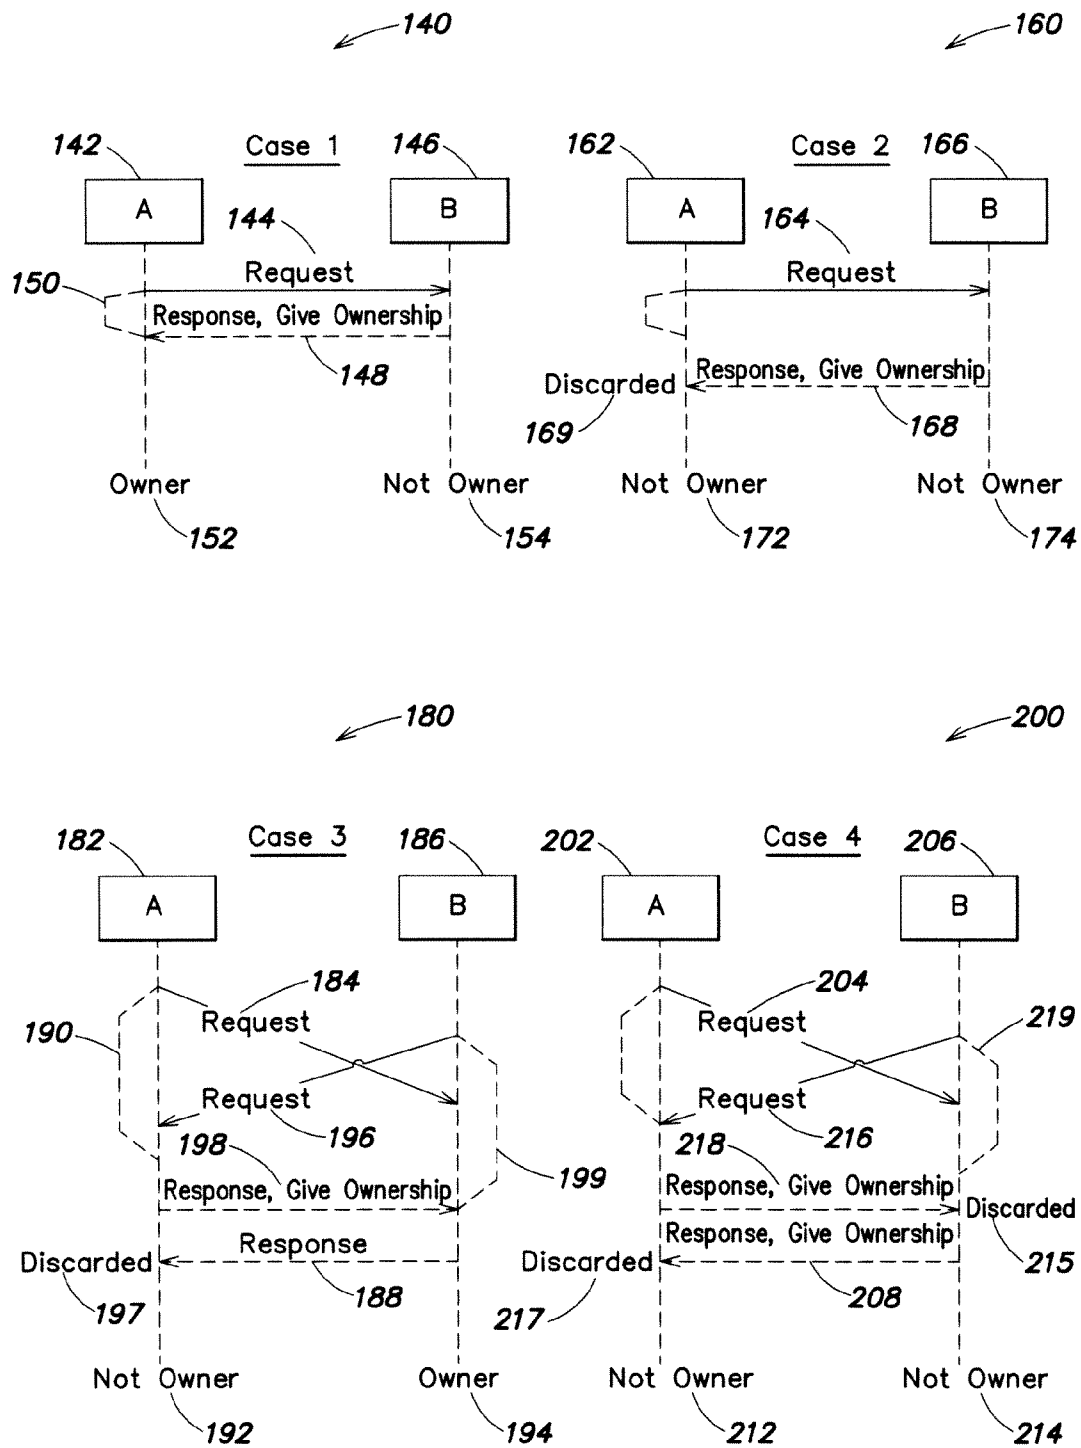 140
160
142
Case 1
146
162
Case 2
166
A
B
A
B
144
164
150
Request
Request
Response, Give Ownership
148
Discarded
Response, Give Ownership
169
168
Owner
Not Owner
Not Owner
Not Owner
152
154
172
174
180
200
182
Case 3
186
202
Case 4
206
A
B
A
B
184
204
190
Request
Request
219
Request
Request
198
196
218
216
199
Response, Give Ownership
Response, Give Ownership
Discarded
Response
Response, Give Ownership
Discarded
Discarded
215
197
188
217
208
Not Owner
Owner
Not Owner
Not Owner
192
194
212
214